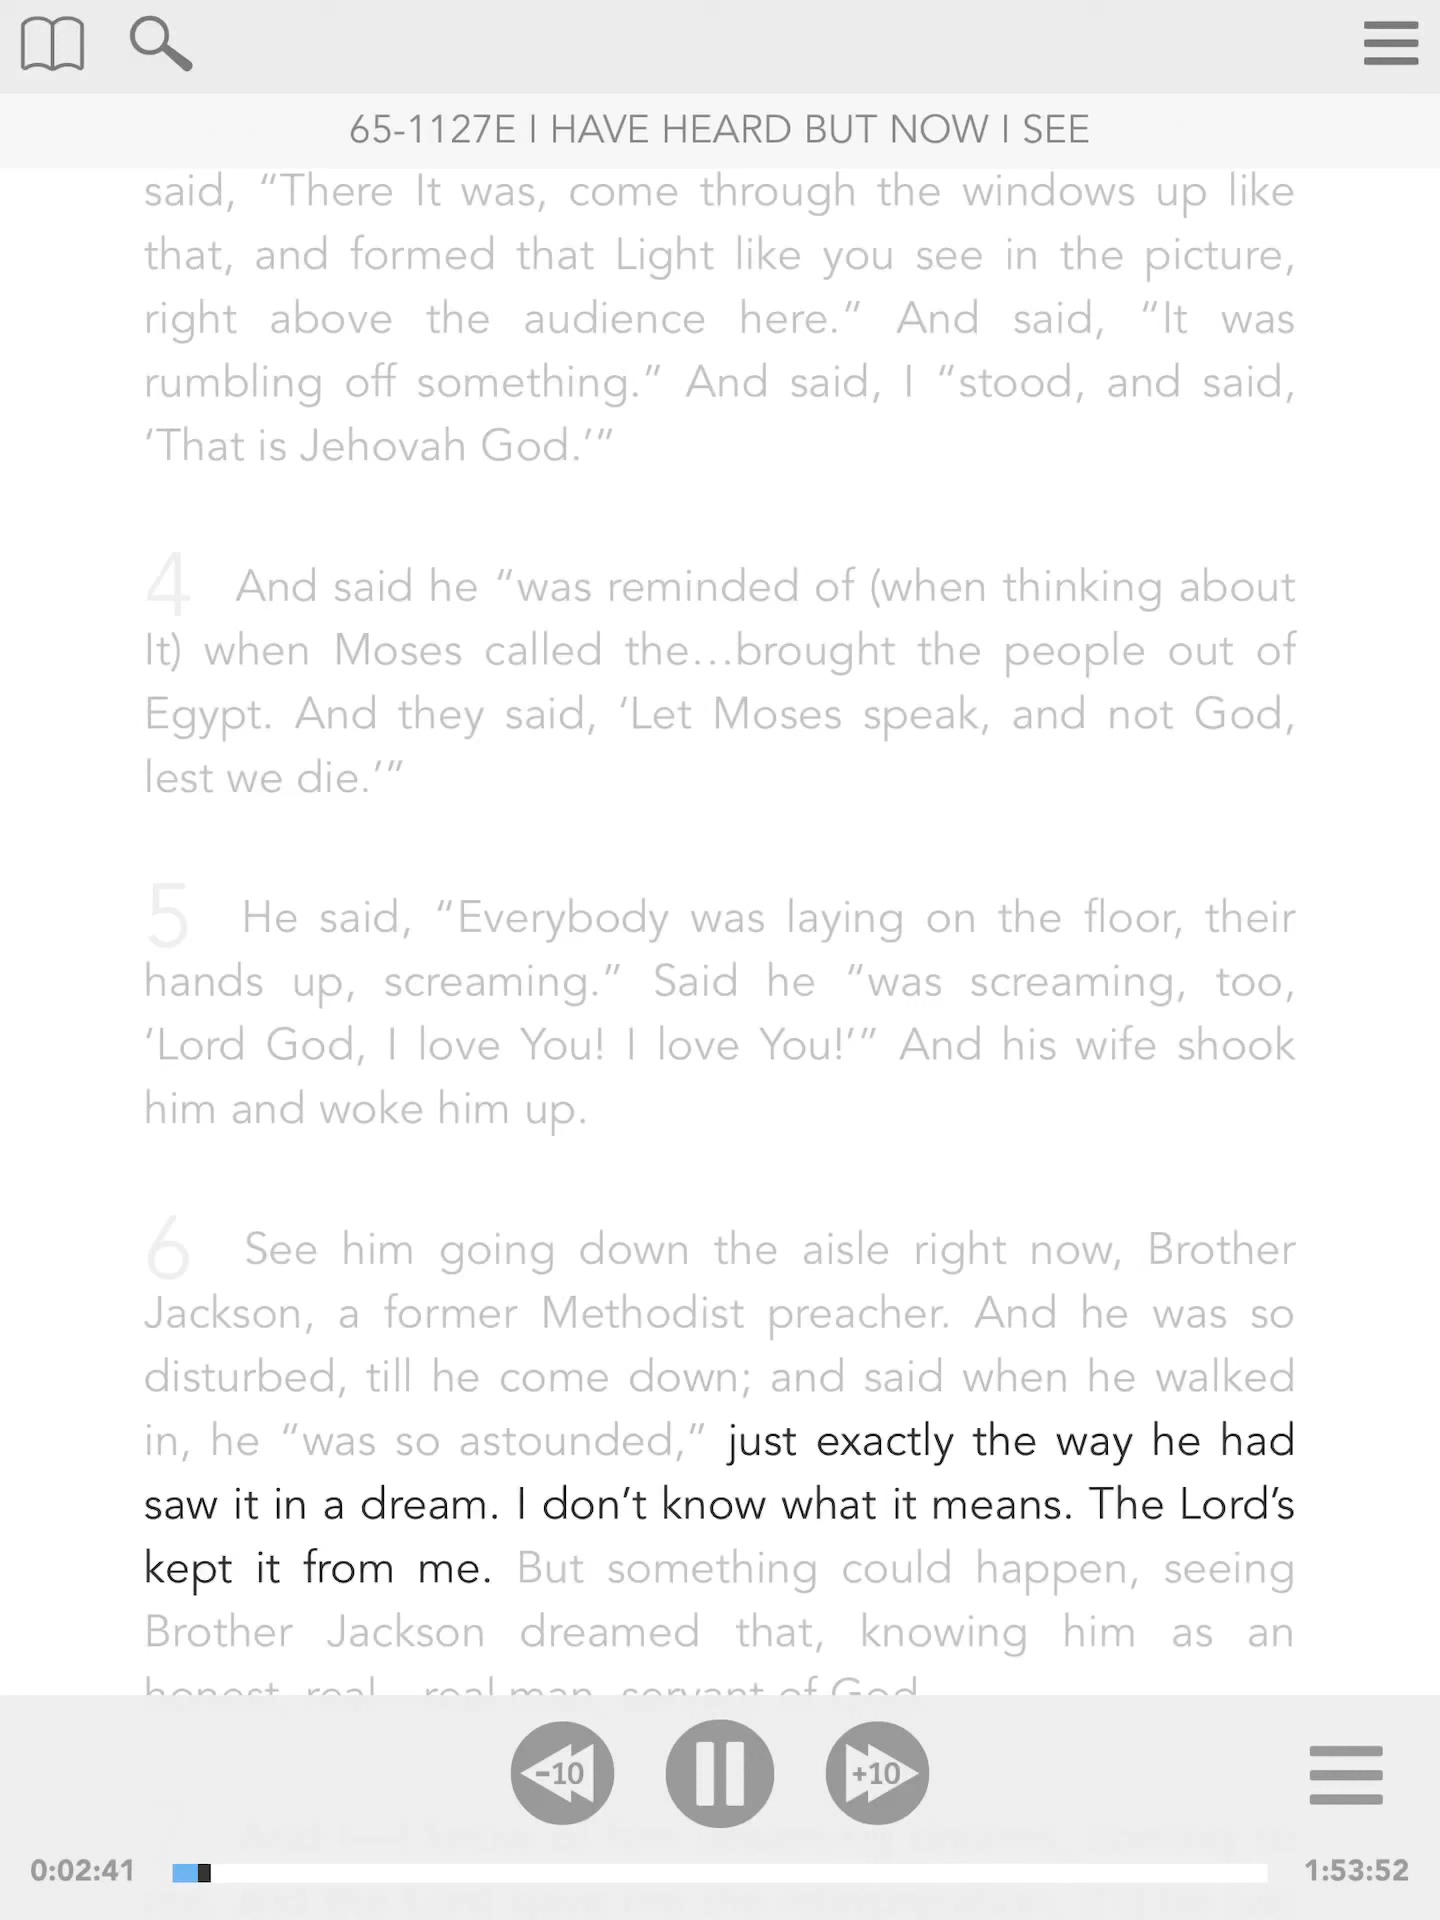 65-1127E I HAVE HEARD BUT NOW I SEE
said, “There It was, come through the windows up like
that, and formed that Light like you see in the picture,
right above the audience here.” And said, “It was
rumbling off something.” And said, I “stood, and said,
‘That is Jehovah God.’”
4 And said he “was reminded of (when thinking about
It) when Moses called the…brought the people out of
Egypt. And they said, ‘Let Moses speak, and not God,
lest we die.’”
5 He said, “Everybody was laying on the floor, their
hands up, screaming.” Said he “was screaming, too,
‘Lord God, I love You! I love You!’” And his wife shook
him and woke him up.
6 See him going down the aisle right now, Brother
Jackson, a former Methodist preacher. And he was so
disturbed, till he come down; and said when he walked
in, he “was so astounded,” just exactly the way he had
saw it in a dream. I don’t know what it means. The Lord’s
kept it from me. But something could happen, seeing
Brother Jackson dreamed that, knowing him as an
honest, real…real man, servant of God.
-10 +10
0:02:41 1:53:52